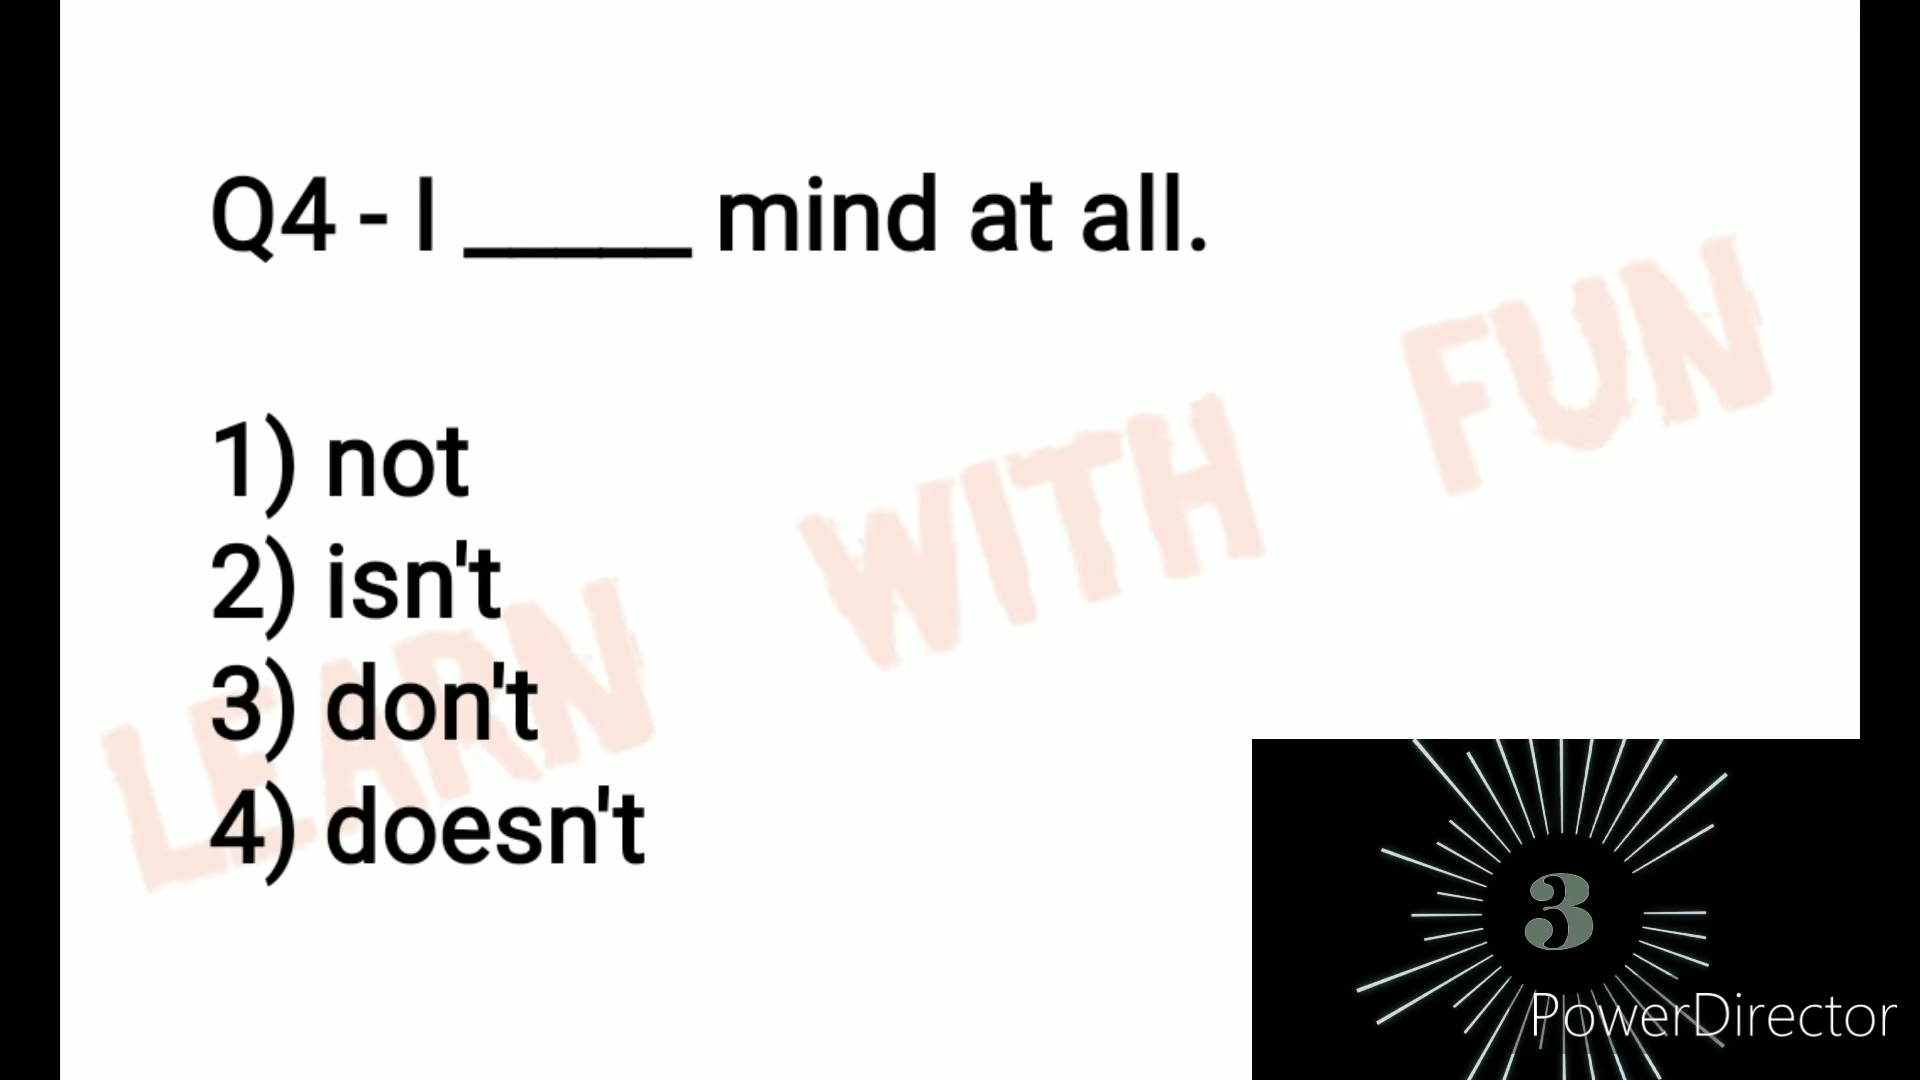 Q4 - I _____ mind at all.
1) not
2) isn't
3) don't
4) doesn't
LEARN WITH FUN
3
PowerDirector